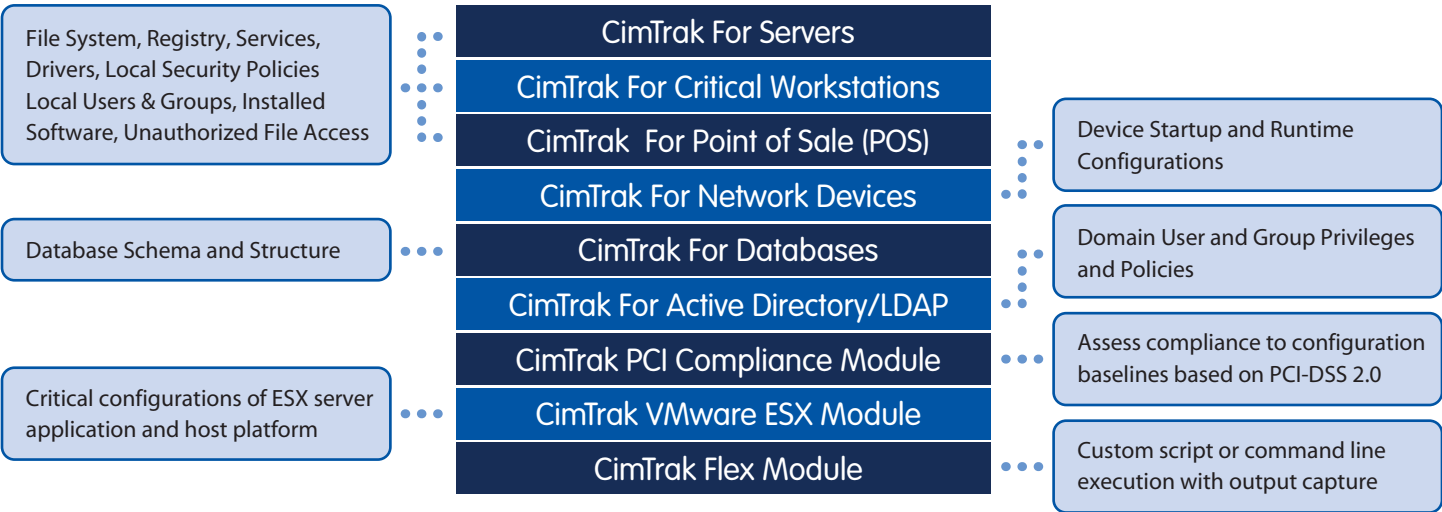 File System, Registry, Services,
Drivers, Local Security Policies
Local Users & Groups, Installed
Software, Unauthorized File Access
Database Schema and Structure
Critical configurations of ESX server
application and host platform
CimTrak For Servers
CimTrak For Critical Workstations
CimTrak For Point of Sale (POS)
CimTrak For Network Devices
CimTrak For Databases
CimTrak For Active Directory/LDAP
CimTrak PCI Compliance Module
CimTrak VMware ESX Module
CimTrak Flex Module
Device Startup and Runtime
Configurations
Domain User and Group Privileges
and Policies
Assess compliance to configuration
baselines based on PCI-DSS 2.0
Custom script or command line
execution with output capture